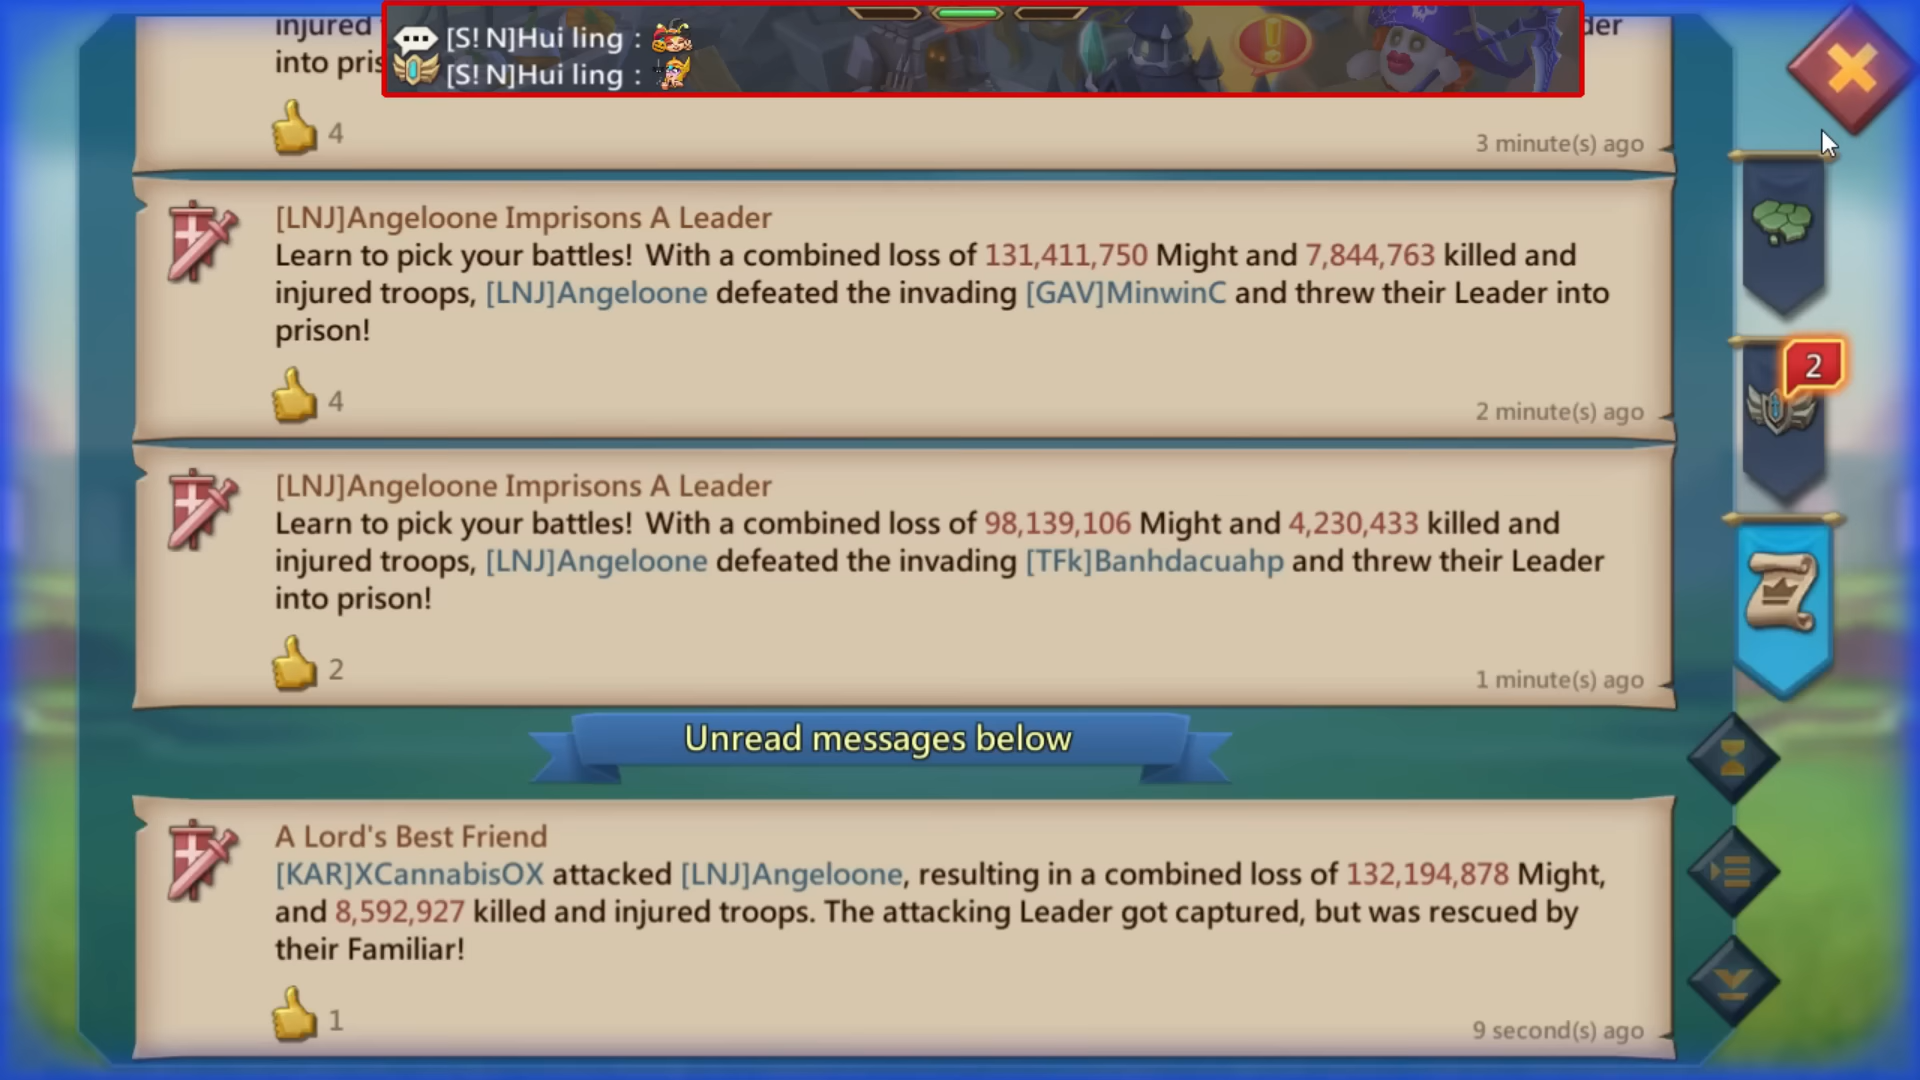 injured
der
[S! N]Hui ling :
into pris
[S! N]Hui ling :
4
3 minute(s) ago
[LNJ]Angeloone Imprisons A Leader
Learn to pick your battles! With a combined loss of 131,411,750 Might and 7,844,763 killed and
injured troops, [LNJ]Angeloone defeated the invading [GAV]MinwinC and threw their Leader into
prison!
4
2 minute(s) ago
2
[LNJ]Angeloone Imprisons A Leader
Learn to pick your battles! With a combined loss of 98,139,106 Might and 4,230,433 killed and
injured troops, [LNJ]Angeloone defeated the invading [TFk]Banhdacuahp and threw their Leader
into prison!
2
1 minute(s) ago
Unread messages below
A Lord's Best Friend
[KAR]XCannabisOX attacked [LNJ]Angeloone, resulting in a combined loss of 132,194,878 Might,
and 8,592,927 killed and injured troops. The attacking Leader got captured, but was rescued by
their Familiar!
1
9 second(s) ago